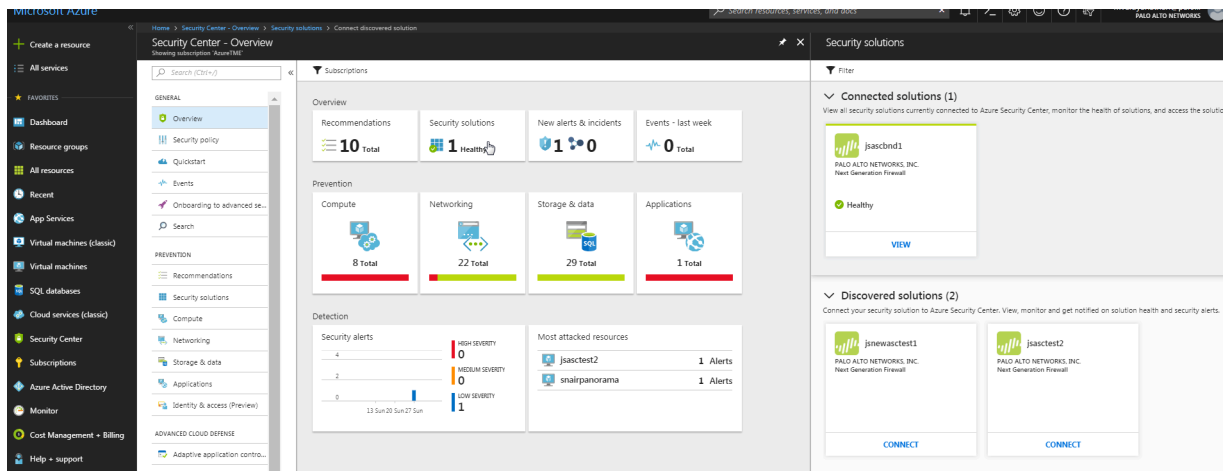 Microsoft Azure
Search resources, services, and docs
PALO ALTO NETWORKS
Create a resource
All services
FAVORITES
Dashboard
Resource groups
All resources
Recent
App Services
Virtual machines (classic)
Virtual machines
SQL databases
Cloud services (classic)
Security Center
Subscriptions
Azure Active Directory
Monitor
Cost Management + Billing
Help + support
Home > Security Center - Overview > Security solutions > Connect discovered solution
Security Center - Overview
Showing subscription 'AzureTME'
Search (Ctrl+/)
GENERAL
Overview
Security policy
Quickstart
Events
Onboarding to advanced se...
Search
PREVENTION
Recommendations
Security solutions
Compute
Networking
Storage & data
Applications
Identity & access (Preview)
ADVANCED CLOUD DEFENSE
Adaptive application contro...
Subscriptions
Overview
Recommendations
10 Total
Security solutions
1 Healthy
New alerts & incidents
1 0
Events - last week
0 Total
Prevention
Compute
8 Total
Networking
22 Total
Storage & data
SQL
29 Total
Applications
1 Total
Detection
Security alerts
4
2
0
13 Sun 20 Sun 27 Sun
HIGH SEVERITY
0
MEDIUM SEVERITY
0
LOW SEVERITY
1
Most attacked resources
jsasctest2 1 Alerts
snairpanorama 1 Alerts
Security solutions
Filter
Connected solutions (1)
View all security solutions currently connected to Azure Security Center, monitor the health of solutions, and access the solutio
jsascbnd1
PALO ALTO NETWORKS, INC.
Next Generation Firewall
Healthy
VIEW
Discovered solutions (2)
Connect your security solution to Azure Security Center. View, monitor and get notified on solution health and security alerts.
jsnewasctest1
PALO ALTO NETWORKS, INC.
Next Generation Firewall
CONNECT
jsasctest2
PALO ALTO NETWORKS, INC.
Next Generation Firewall
CONNECT